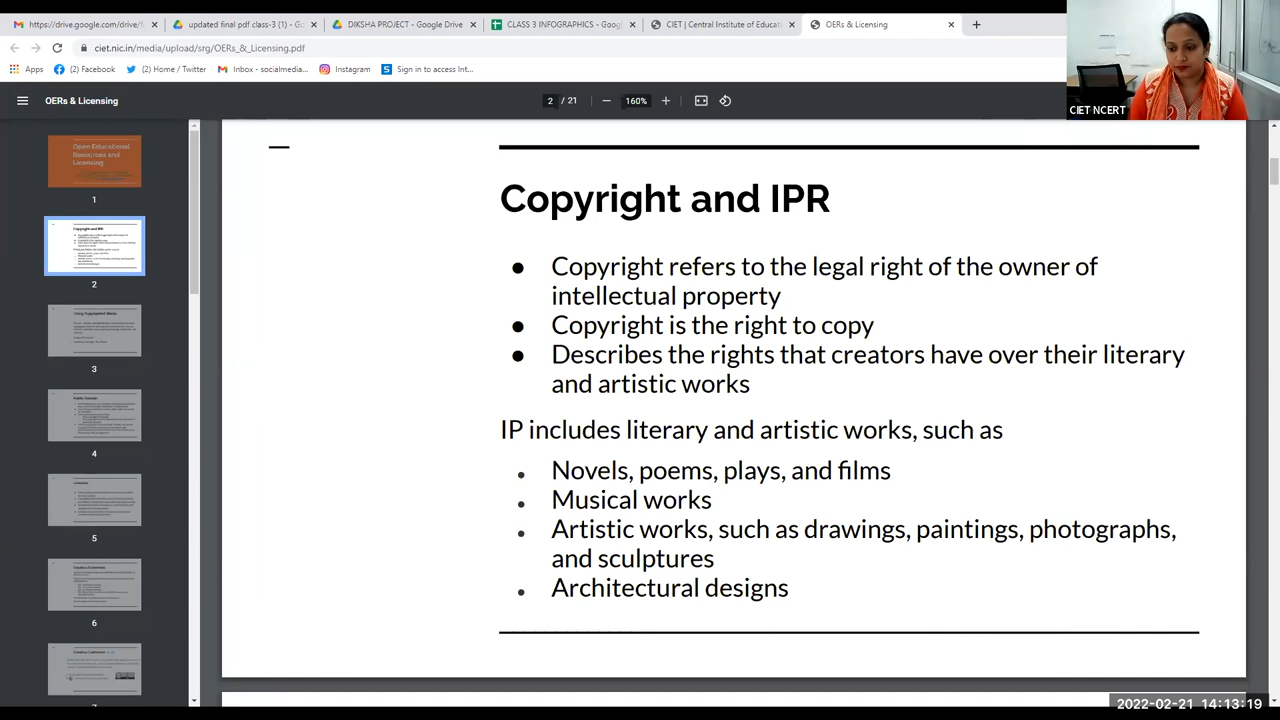 https://drive.google.com/drive/f
updated final pdf class-3 (1) - Goo
DIKSHA PROJECT - Google Drive
CLASS 3 INFOGRAPHICS - Goog
CIET | Central Institute of Educat
OERs & Licensing
ciet.nic.in/media/upload/srg/OERs_&_Licensing.pdf
Apps
(2) Facebook
(2) Home / Twitter
Inbox - socialmedia...
Instagram
Sign in to access Int...
CIET NCERT
OERs & Licensing
2 / 21
160%
Open Educational
Resources and
Licensing
1
Copyright and IPR
2
Using Copyrighted Works
3
Public Domain
4
Licenses
5
Creative Commons
6
Creative Commons
Copyright and IPR
● Copyright refers to the legal right of the owner of
intellectual property
● Copyright is the right to copy
● Describes the rights that creators have over their literary
and artistic works
IP includes literary and artistic works, such as
● Novels, poems, plays, and films
● Musical works
● Artistic works, such as drawings, paintings, photographs,
and sculptures
● Architectural designs
2022-02-21 14:13:19